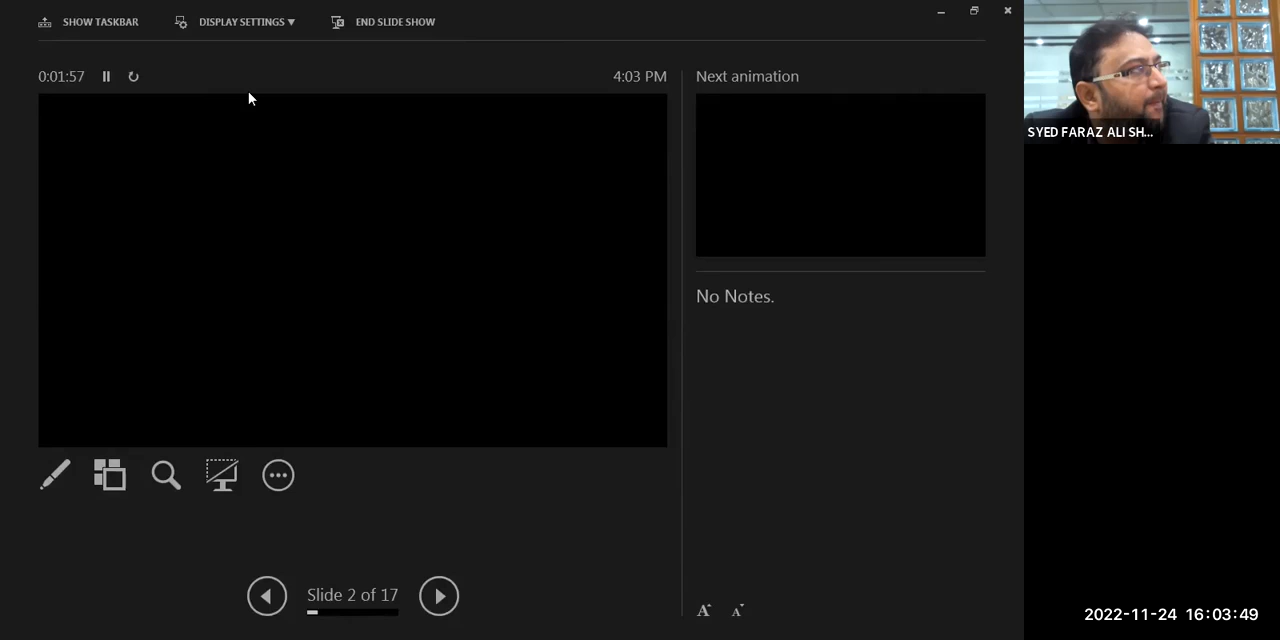 SHOW TASKBAR DISPLAY SETTINGS ▼ END SLIDE SHOW
0:01:57 4:03 PM Next animation
SYED FARAZ ALI SH...
No Notes.
Slide 2 of 17
A A
2022-11-24 16:03:49